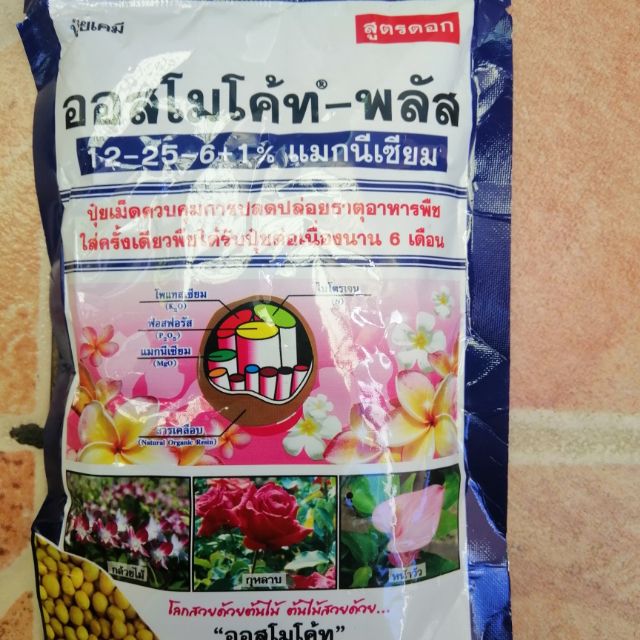 ปุ๋ยเคมี
สูตรดอก
ออสโมโค้ท®-พลัส
12-25-6+1% แมกนีเซียม
ปุ๋ยเม็ดควบคุมการปลดปล่อยธาตุอาหารพืช
ใส่ครั้งเดียวพืชได้รับปุ๋ยต่อเนื่องนาน 6 เดือน
โพแทสเซียม
(K₂O)
ไนโตรเจน
ฟอสฟอรัส
(P₂O₅)
แมกนีเซียม
(MgO)
สารเคลือบ
(Natural Organic Resin)
กล้วยไม้
กุหลาบ
หน้าวัว
โลกสวยด้วยต้นไม้ ต้นไม้สวยด้วย...
"ออสโมโค้ท"